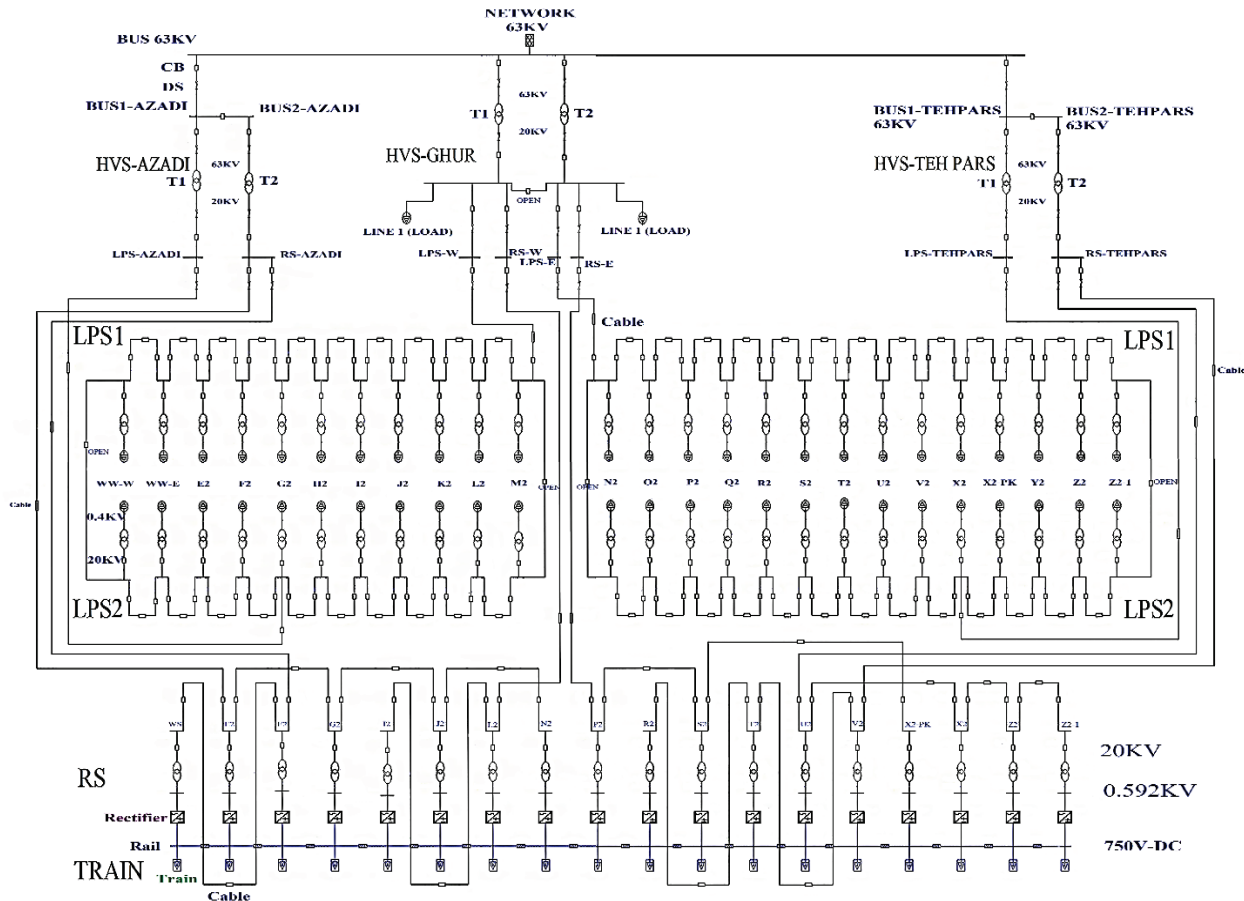 NETWORK
63KV
BUS 63KV
CB
DS
BUS1-AZADI
BUS2-AZADI
63KV
T1
T2
20KV
BUS1-TEHPARS
63KV
BUS2-TEHPARS
63KV
HVS-AZADI
63KV
T1
T2
20KV
HVS-GHUR
HVS-TEH PARS
63KV
T1
T2
20KV
OPEN
LINE 1 (LOAD)
LINE 1 (LOAD)
LPS-AZADI
RS-AZADI
LPS-W
RS-W
LPS-E
RS-E
LPS-TEHPARS
RS-TEHPARS
LPS1
Cable
LPS1
Cable
OPEN
WW-W WW-E E2 F2 G2 H2 I2 J2 K2 L2 M2
OPEN
OPEN
N2 O2 P2 Q2 R2 S2 T2 U2 V2 X2 X2 PK Y2 Z2 Z2 1
OPEN
Cable
0.4KV
20KV
LPS2
LPS2
WS G2 J2 L2 N2 P2 R2 S2 V2 X2-PK X2 Z2 Z2-1
20KV
RS
0.592KV
Rectifier
Rail
750V-DC
TRAIN
Train
Cable